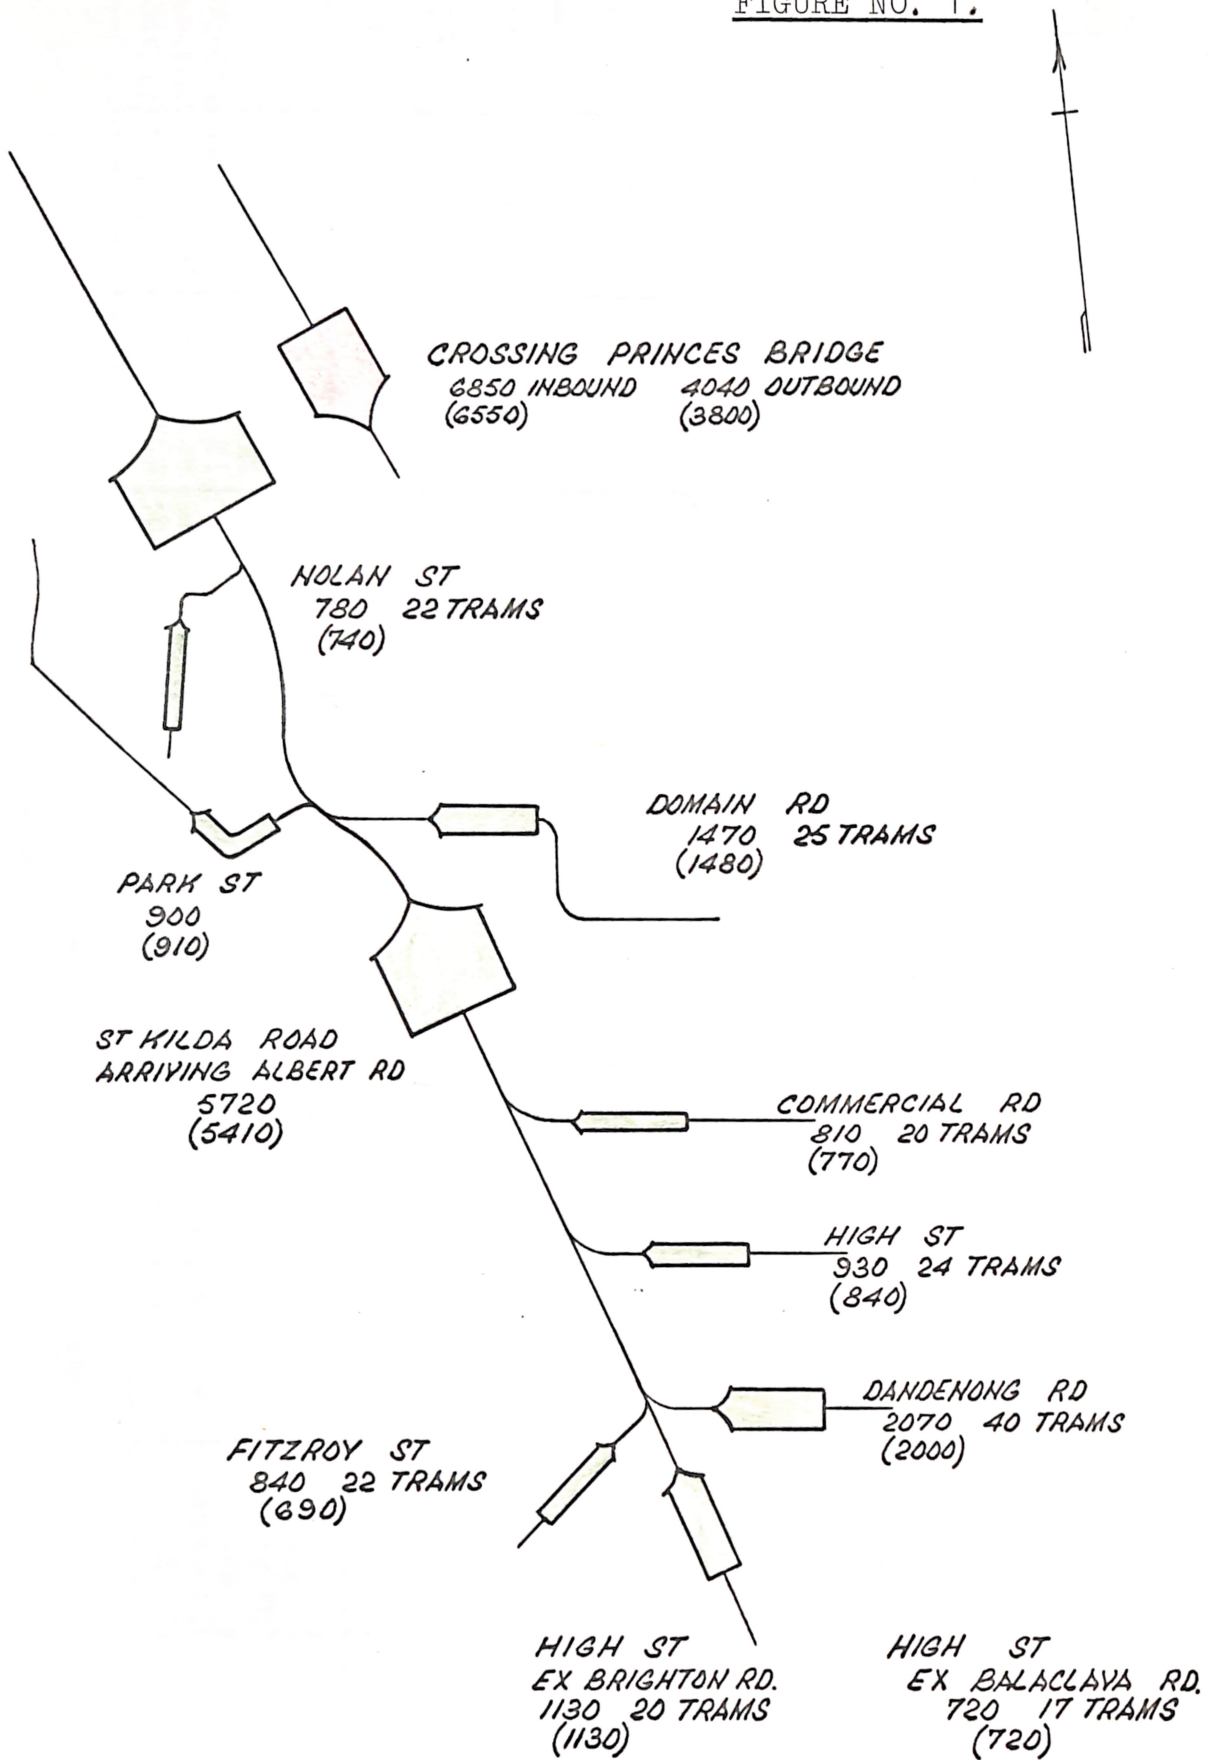 FIGURE NO. 1.
CROSSING PRINCES BRIDGE
6850 INBOUND 4040 OUTBOUND
(6550) (3800)
NOLAN ST
780 22 TRAMS
(740)
DOMAIN RD
1470 25 TRAMS
(1480)
PARK ST
900
(910)
ST KILDA ROAD
ARRIVING ALBERT RD
5720
(5410)
COMMERCIAL RD
810 20 TRAMS
(770)
HIGH ST
930 24 TRAMS
(840)
DANDENONG RD
2070 40 TRAMS
(2000)
FITZROY ST
840 22 TRAMS
(690)
HIGH ST
EX BRIGHTON RD.
1130 20 TRAMS
(1130)
HIGH ST
EX BALACLAVA RD.
720 17 TRAMS
(720)